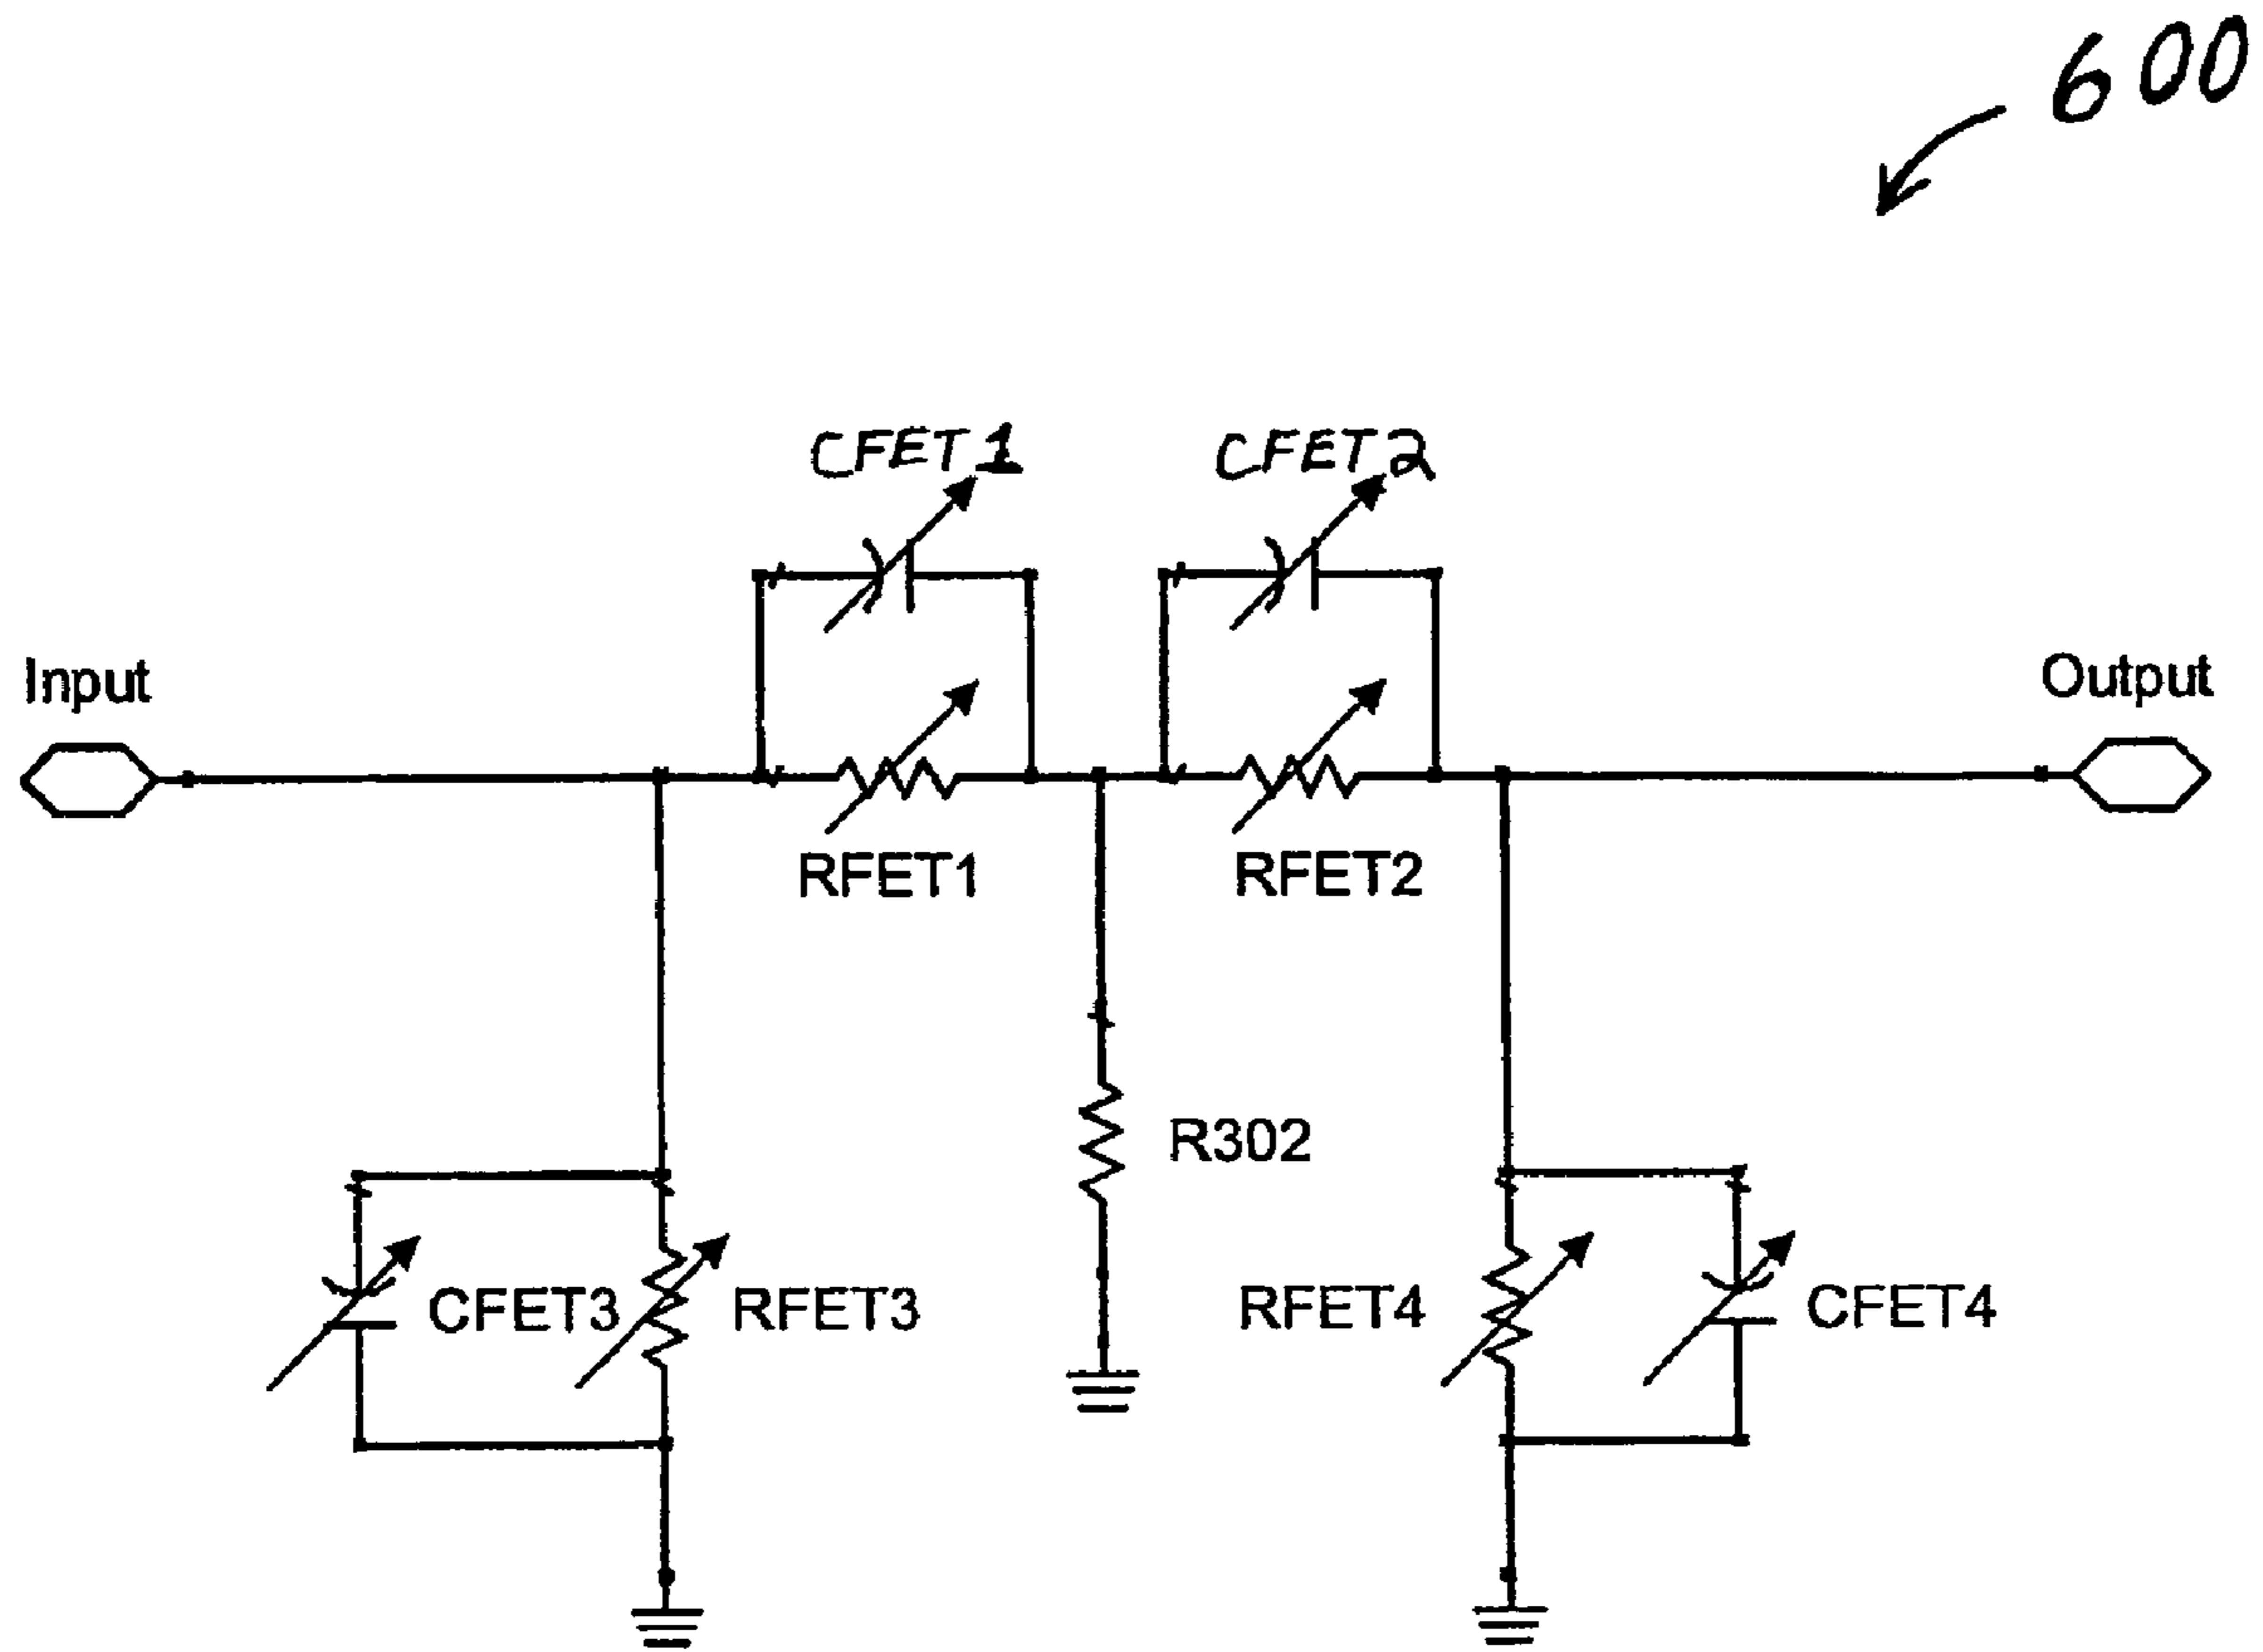 600
CFET1
CFET2
Input
Output
RFET1
RFET2
R302
CFET3
RFET3
RFET4
CFET4